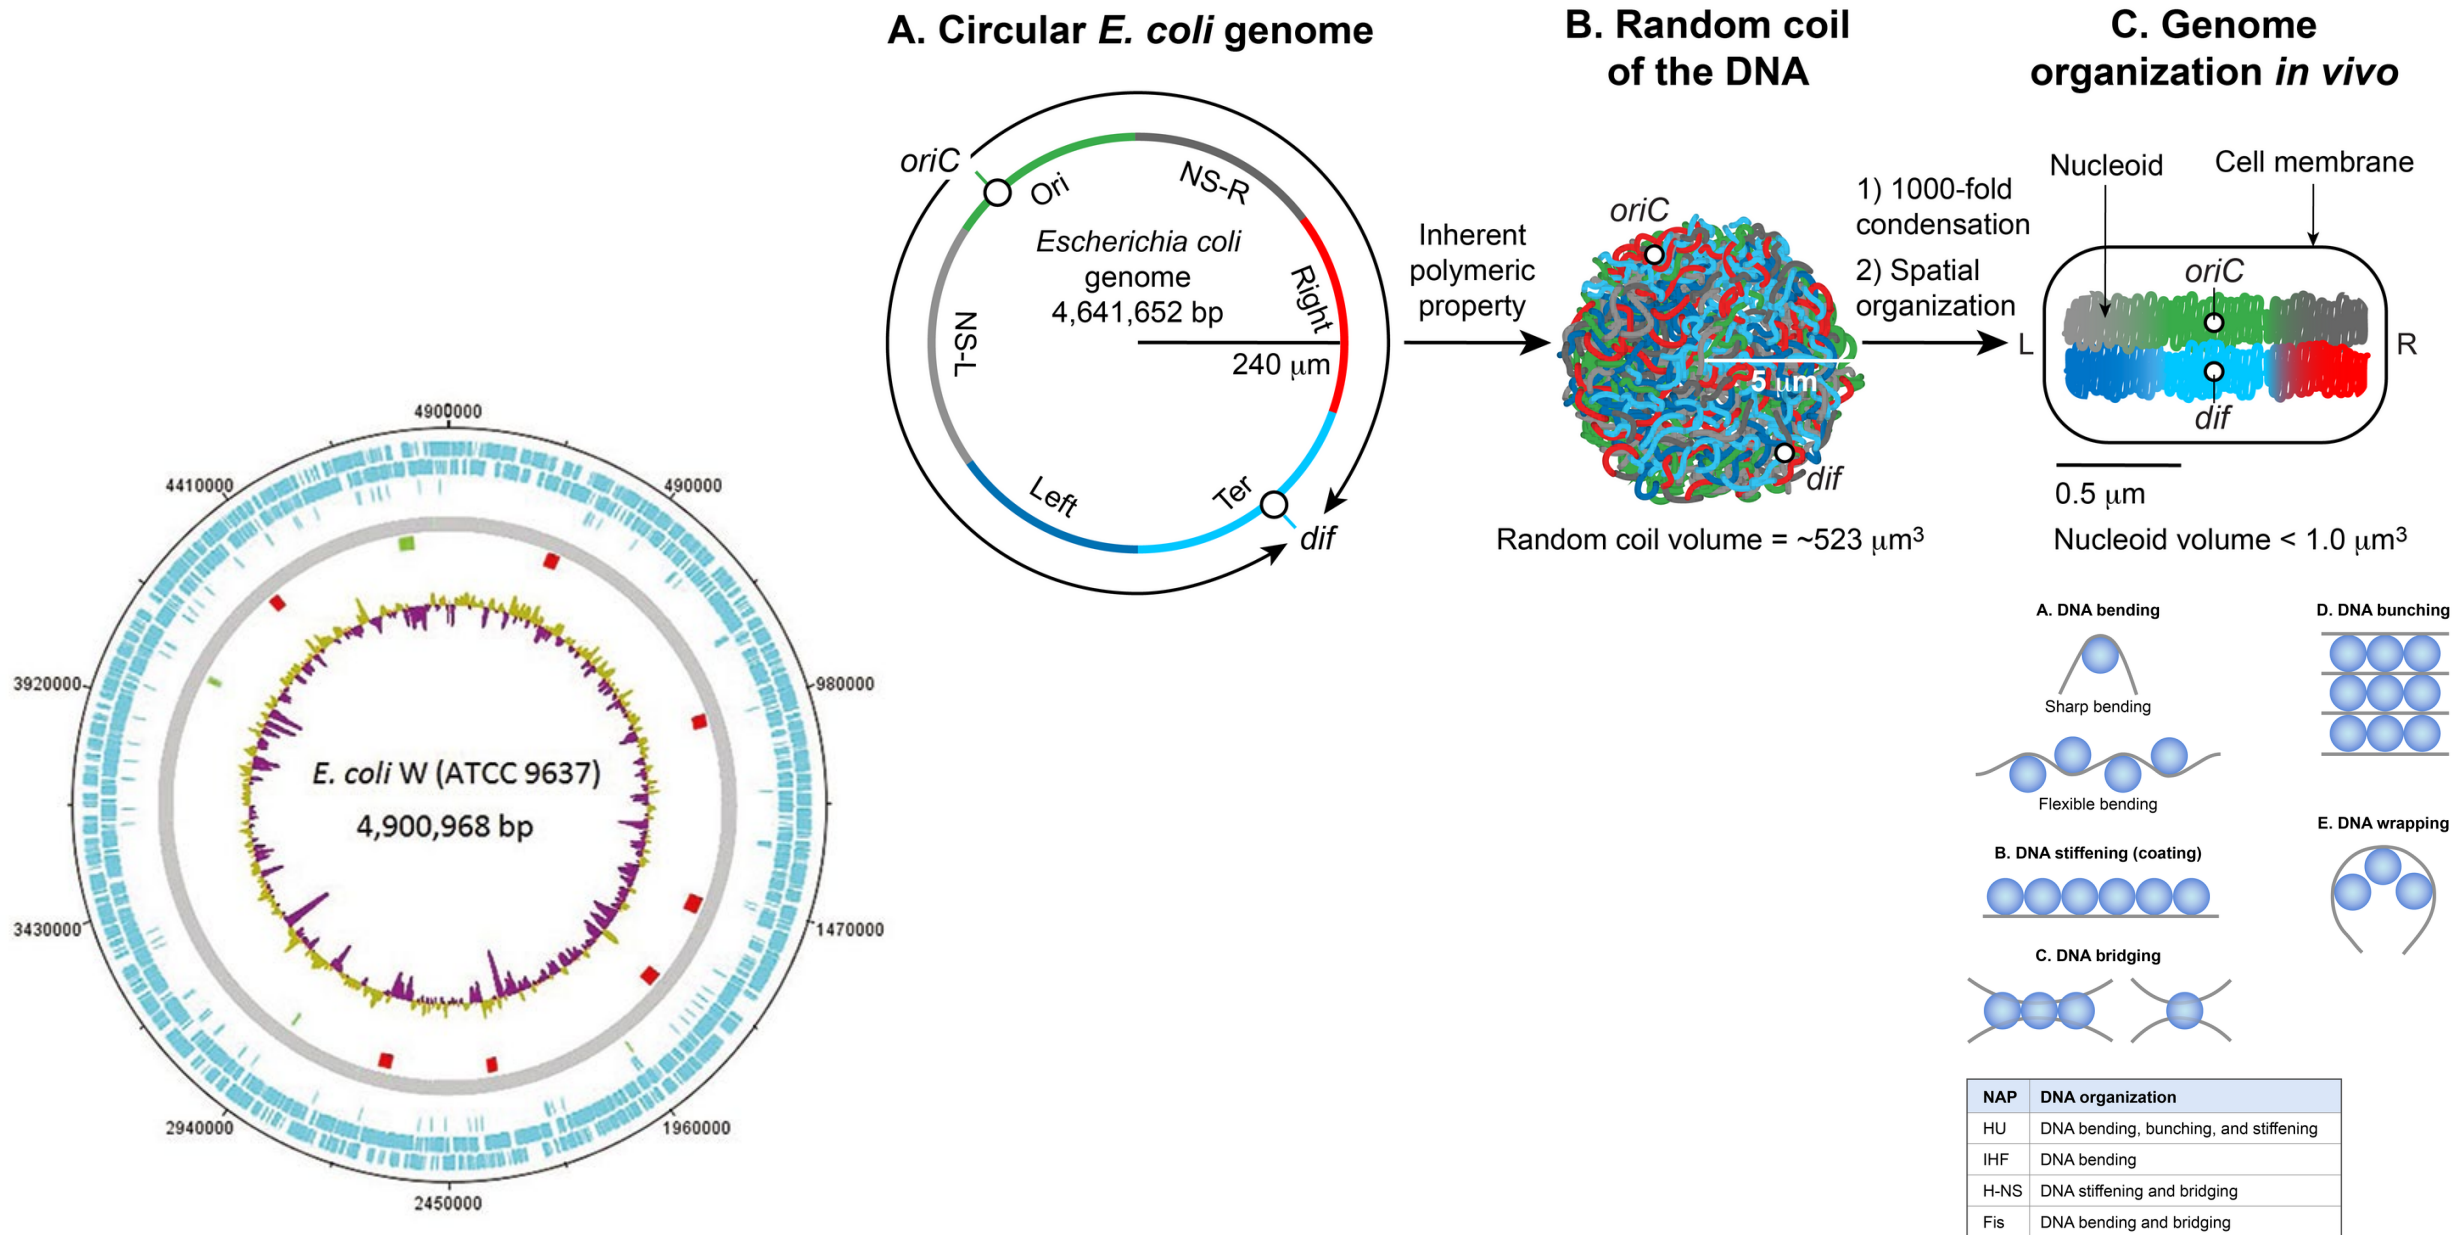 A. Circular E. coli genome
oriC
Ori
NS-R
Right
Escherichia coli
genome
4,641,652 bp
240 μm
NS-L
Left
Ter
dif
Inherent
polymeric
property
B. Random coil
of the DNA
oriC
5 μm
dif
Random coil volume = ~523 μm³
1) 1000-fold
condensation
2) Spatial
organization
C. Genome
organization in vivo
Nucleoid
Cell membrane
oriC
L
R
dif
0.5 μm
Nucleoid volume < 1.0 μm³
4900000
490000
980000
1470000
1960000
2450000
2940000
3430000
3920000
4410000
E. coli W (ATCC 9637)
4,900,968 bp
A. DNA bending
Sharp bending
Flexible bending
B. DNA stiffening (coating)
C. DNA bridging
D. DNA bunching
E. DNA wrapping
NAP DNA organization
HU DNA bending, bunching, and stiffening
IHF DNA bending
H-NS DNA stiffening and bridging
Fis DNA bending and bridging